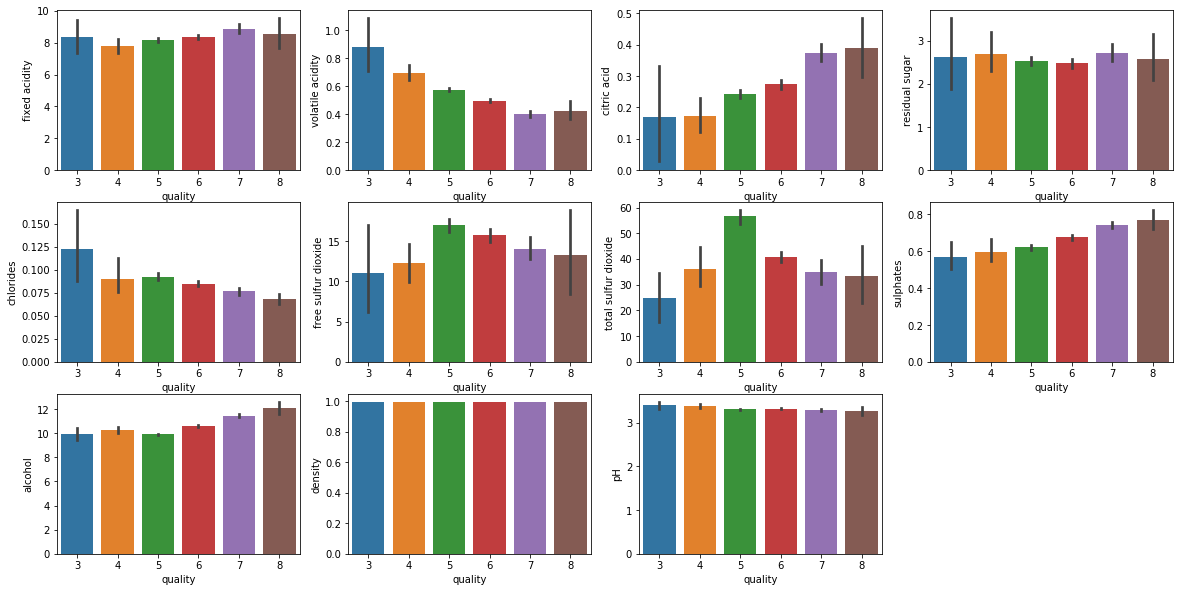 fixed acidity
10
8
6
4
2
0
3 4 5 6 7 8
quality
volatile acidity
1.0
0.8
0.6
0.4
0.2
0.0
3 4 5 6 7 8
quality
citric acid
0.5
0.4
0.3
0.2
0.1
0.0
3 4 5 6 7 8
quality
residual sugar
3
2
1
0
3 4 5 6 7 8
quality
chlorides
0.150
0.125
0.100
0.075
0.050
0.025
0.000
3 4 5 6 7 8
quality
free sulfur dioxide
15
10
5
0
3 4 5 6 7 8
quality
total sulfur dioxide
60
50
40
30
20
10
0
3 4 5 6 7 8
quality
sulphates
0.8
0.6
0.4
0.2
0.0
3 4 5 6 7 8
quality
alcohol
12
10
8
6
4
2
0
3 4 5 6 7 8
quality
density
1.0
0.8
0.6
0.4
0.2
0.0
3 4 5 6 7 8
quality
pH
3
2
1
0
3 4 5 6 7 8
quality